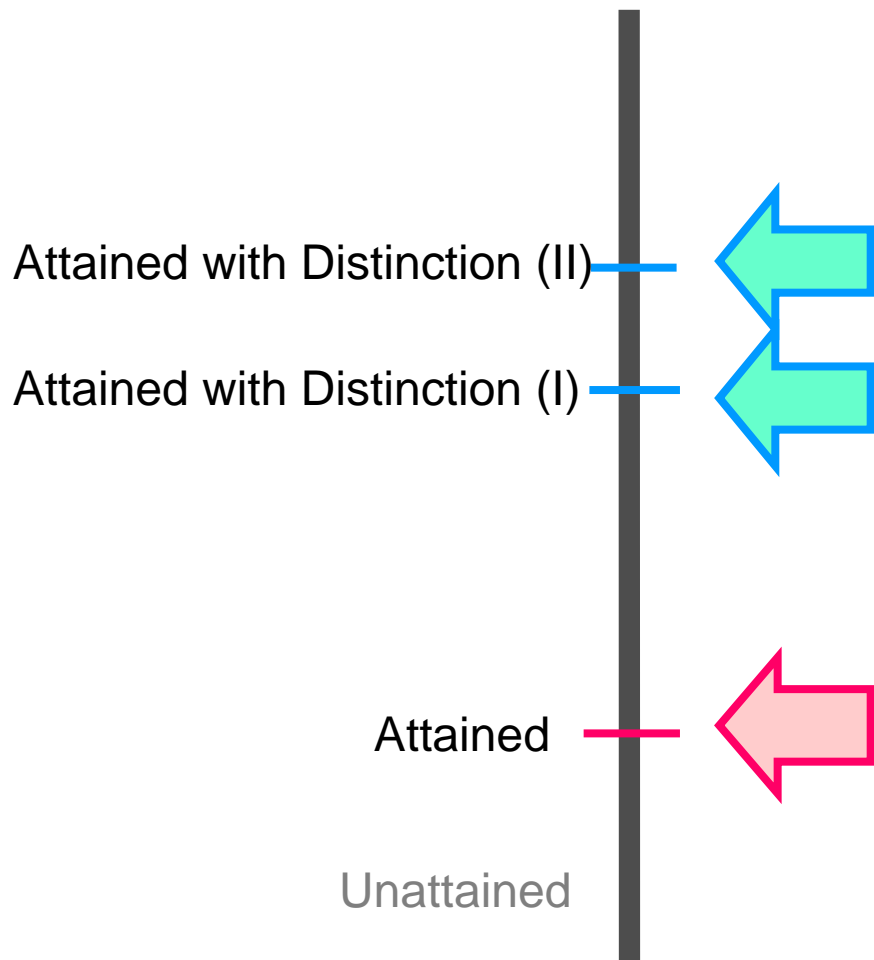 Attained with Distinction (II)
Attained with Distinction (I)
Attained
Unattained